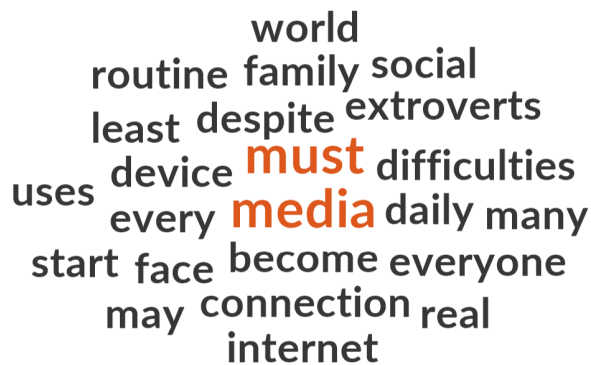 world
routine family social
least despite extroverts
device must difficulties
uses every media daily many
start face become everyone
may connection real
internet